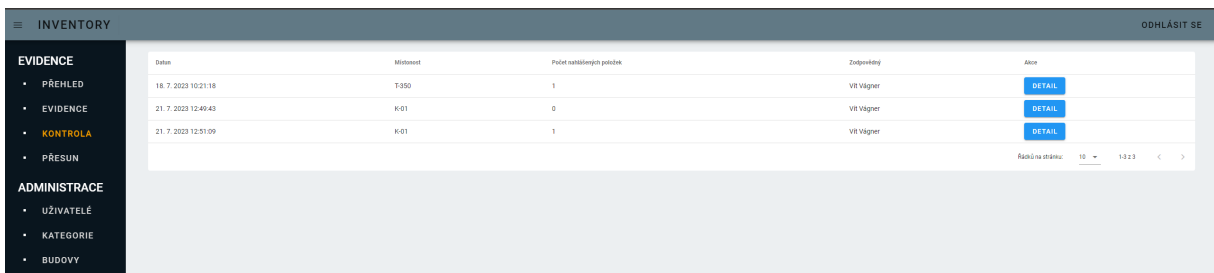 INVENTORY
ODHLÁSIT SE
EVIDENCE
PŘEHLED
EVIDENCE
KONTROLA
PŘESUN
ADMINISTRACE
UŽIVATELÉ
KATEGORIE
BUDOVY
Datum Místnost Počet nahlášených položek Zodpovědný Akce
18. 7. 2023 10:21:18 T-350 1 Vít Vágner DETAIL
21. 7. 2023 12:49:43 K-01 0 Vít Vágner DETAIL
21. 7. 2023 12:51:09 K-01 1 Vít Vágner DETAIL
Řádků na stránku: 10 1-3 z 3